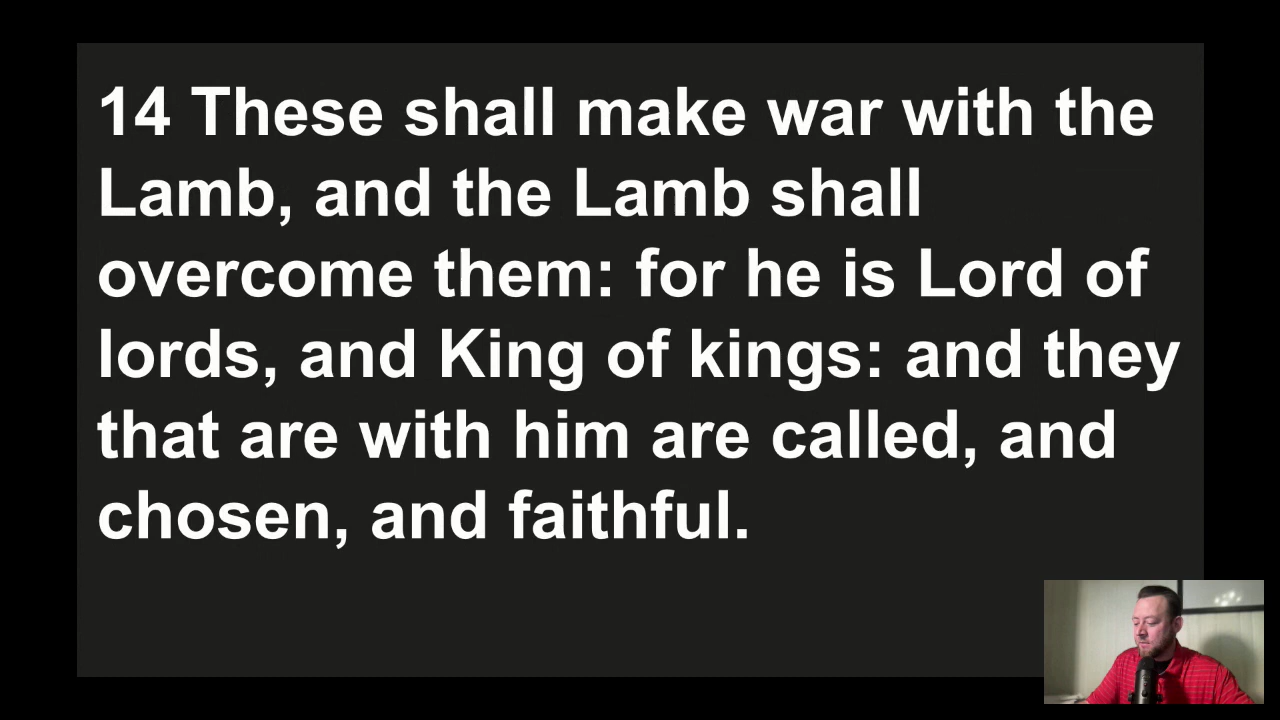 14 These shall make war with the
Lamb, and the Lamb shall
overcome them: for he is Lord of
lords, and King of kings: and they
that are with him are called, and
chosen, and faithful.